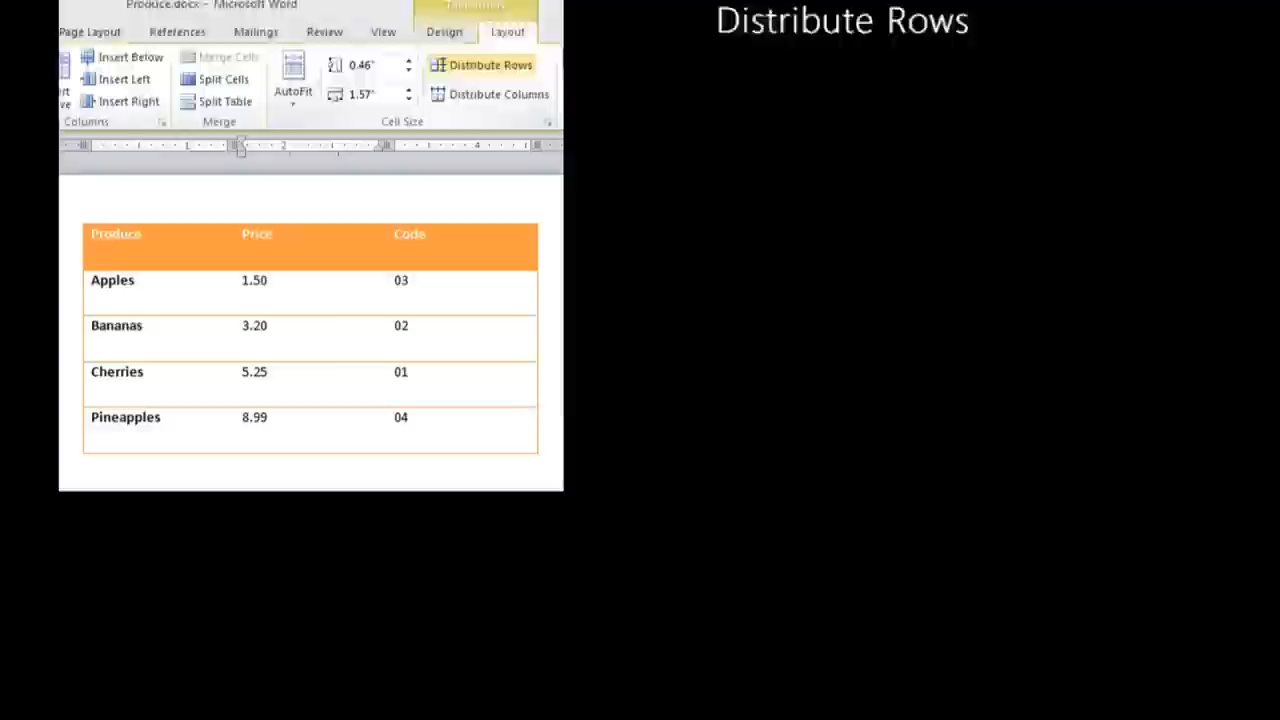 Produce.docx - Microsoft Word
Distribute Rows
Page Layout References Mailings Review View Design Layout
Insert Below Merge Cells 0.46" Distribute Rows
Insert Left Split Cells AutoFit
Insert Right Split Table 1.57" Distribute Columns
Columns Merge Cell Size
1 2 4
Produce Price Code
Apples 1.50 03
Bananas 3.20 02
Cherries 5.25 01
Pineapples 8.99 04